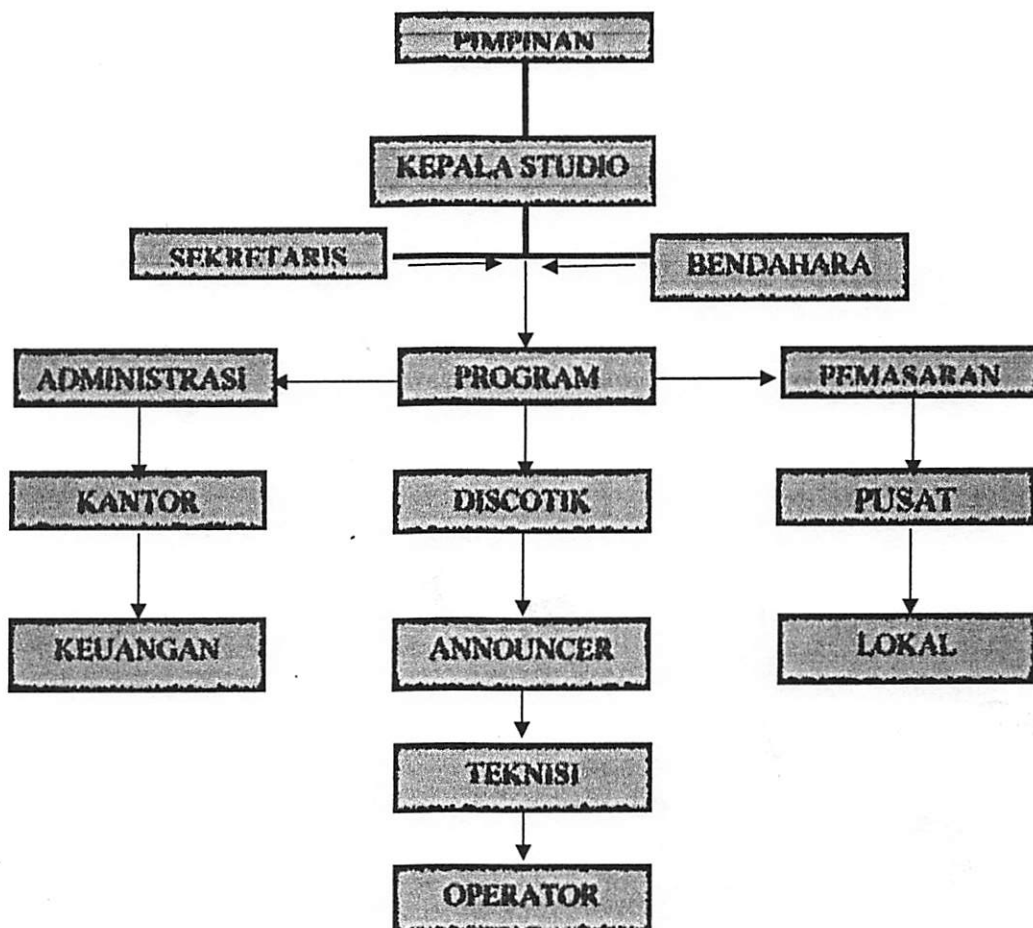 PIMPINAN
KEPALA STUDIO
SEKRETARIS
BENDAHARA
ADMINISTRASI
PROGRAM
PEMASARAN
KANTOR
DISCOTIK
PUSAT
KEUANGAN
ANNOUNCER
LOKAL
TEKNISI
OPERATOR